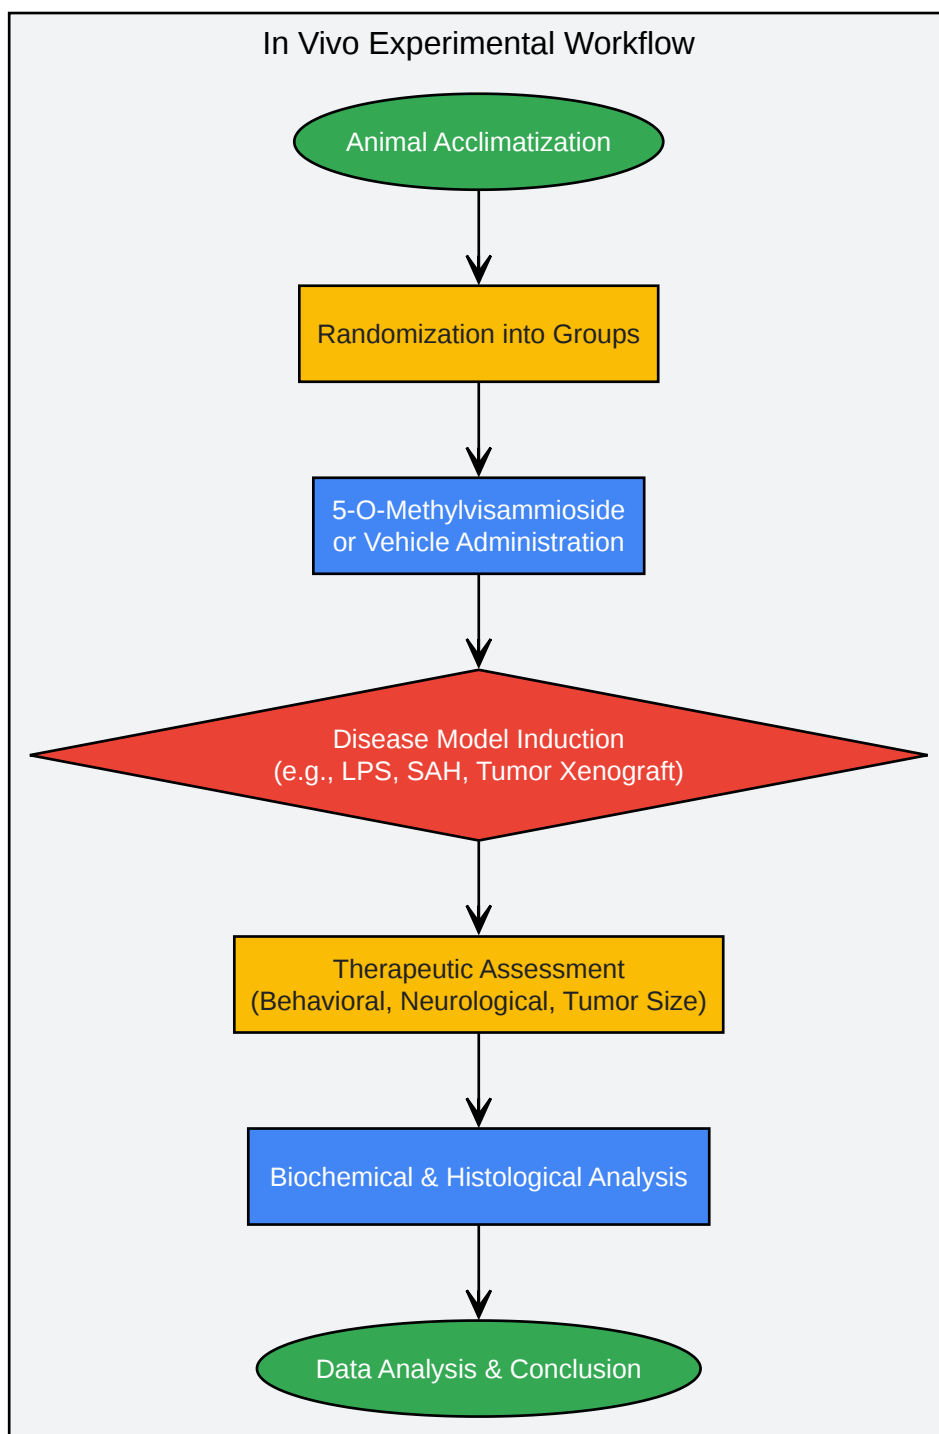 In Vivo Experimental Workflow
Animal Acclimatization
Randomization into Groups
5-O-Methylvisammioside
or Vehicle Administration
Disease Model Induction
(e.g., LPS, SAH, Tumor Xenograft)
Therapeutic Assessment
(Behavioral, Neurological, Tumor Size)
Biochemical & Histological Analysis
Data Analysis & Conclusion